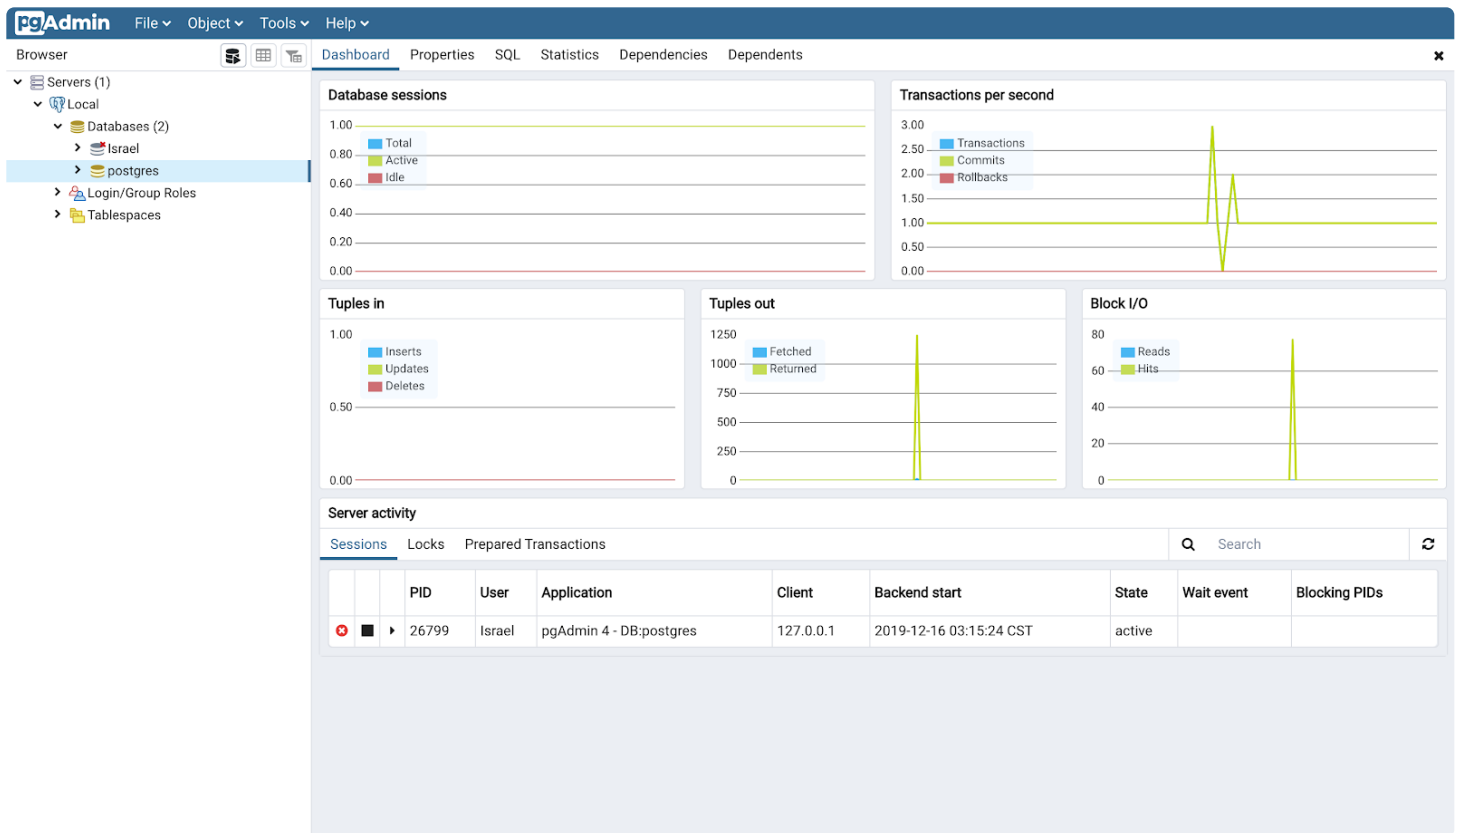 pgAdmin File Object Tools Help
Browser
Dashboard Properties SQL Statistics Dependencies Dependents
Servers (1)
Local
Databases (2)
Israel
postgres
Login/Group Roles
Tablespaces
Database sessions
1.00
0.80
0.60
0.40
0.20
0.00
Total
Active
Idle
Transactions per second
3.00
2.50
2.00
1.50
1.00
0.50
0.00
Transactions
Commits
Rollbacks
Tuples in
1.00
0.50
0.00
Inserts
Updates
Deletes
Tuples out
1250
1000
750
500
250
0
Fetched
Returned
Block I/O
80
60
40
20
0
Reads
Hits
Server activity
Sessions Locks Prepared Transactions Search
PID User Application Client Backend start State Wait event Blocking PIDs
26799 Israel pgAdmin 4 - DB:postgres 127.0.0.1 2019-12-16 03:15:24 CST active